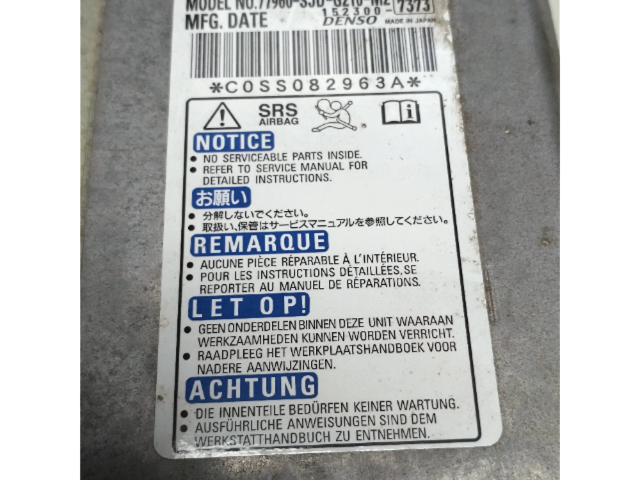 MODEL NO.77960-SJD-G210-M2
MFG. DATE 152300-7373
DENSO MADE IN JAPAN
*C0SS082963A*
SRS
AIRBAG
NOTICE
• NO SERVICEABLE PARTS INSIDE.
• REFER TO SERVICE MANUAL FOR
DETAILED INSTRUCTIONS.
お願い
• 分解しないでください。
• 取扱い、保管はサービスマニュアルを参照してください。
REMARQUE
• AUCUNE PIÈCE RÉPARABLE À L'INTÉRIEUR.
• POUR LES INSTRUCTIONS DÉTAILLÉES, SE
REPORTER AU MANUEL DE RÉPARATIONS.
LET OP!
• GEEN ONDERDELEN BINNEN DEZE UNIT WAARAAN
WERKZAAMHEDEN KUNNEN WORDEN VERRICHT.
• RAADPLEEG HET WERKPLAATSHANDBOEK VOOR
NADERE AANWIJZINGEN.
ACHTUNG
• DIE INNENTEILE BEDÜRFEN KEINER WARTUNG.
• AUSFÜHRLICHE ANWEISUNGEN SIND DEM
WERKSTATTHANDBUCH ZU ENTNEHMEN.